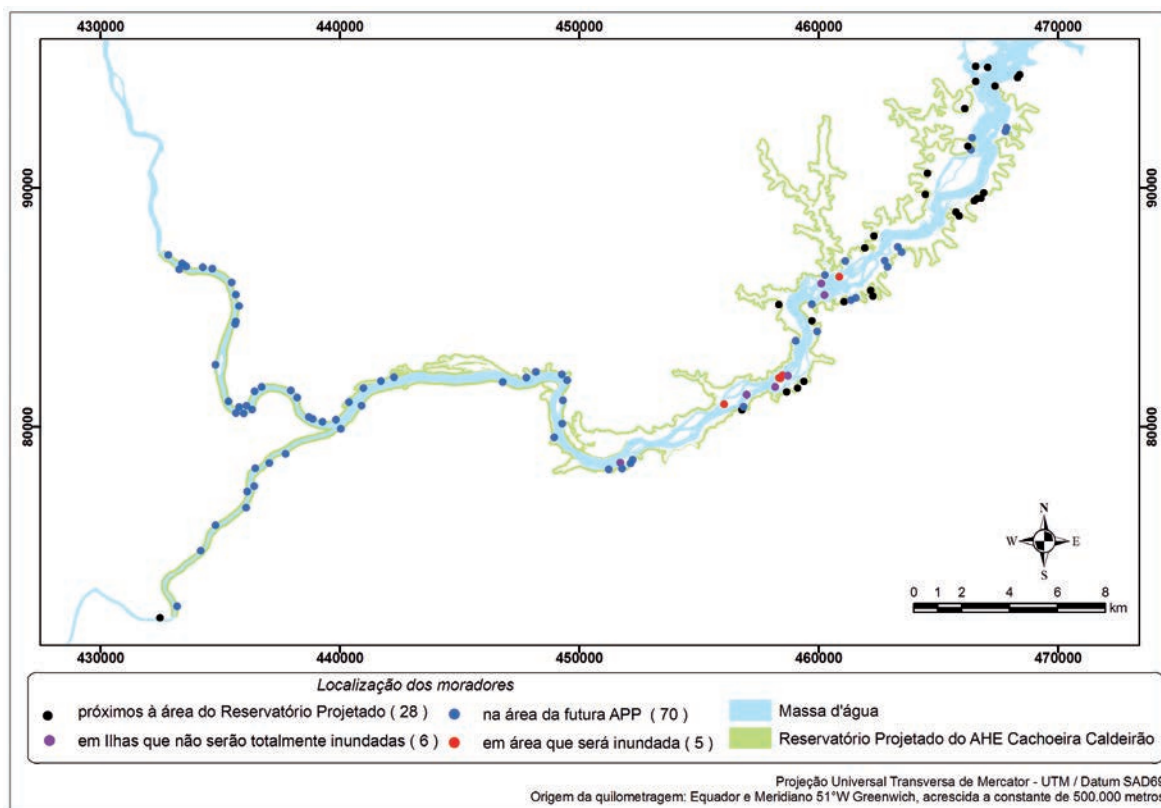 430000 440000 450000 460000 470000
90000 90000
80000 80000
N
W E
S
0 1 2 4 6 8
km
430000 440000 450000 460000 470000
Localização dos moradores
próximos à área do Reservatório Projetado ( 28 )
na área da futura APP ( 70 )
Massa d'água
em Ilhas que não serão totalmente inundadas ( 6 )
em área que será inundada ( 5 )
Reservatório Projetado do AHE Cachoeira Caldeirão
Projeção Universal Transversa de Mercator - UTM / Datum SAD69
Origem da quilometragem: Equador e Meridiano 51°W Greenwich, acrescida a constante de 500.000 metros